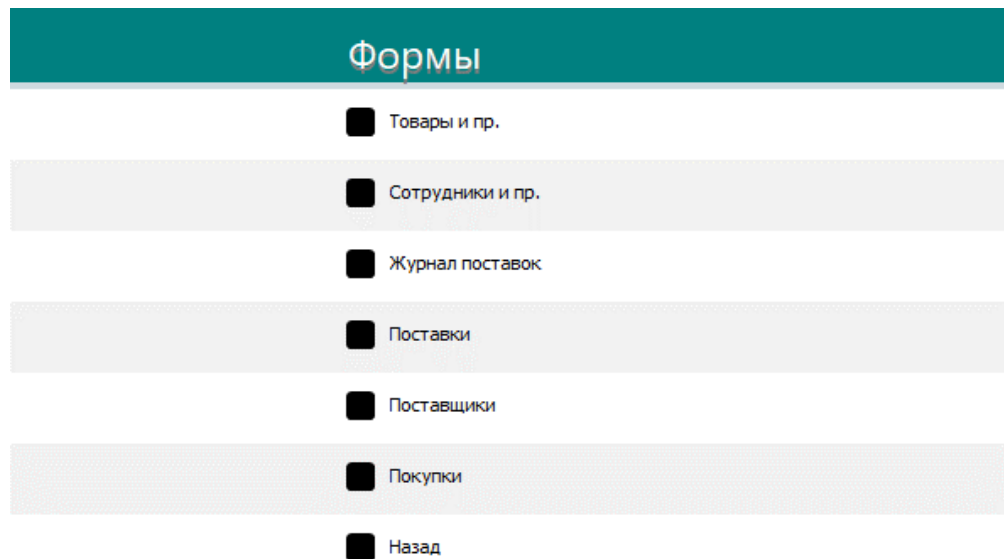 Формы
Товары и пр.
Сотрудники и пр.
Журнал поставок
Поставки
Поставщики
Покупки
Назад